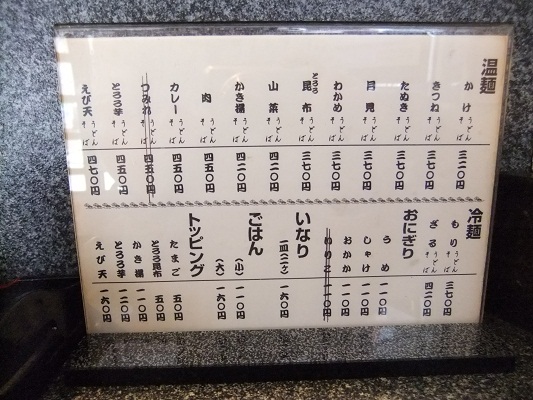 温麺
かけ うどん そば 三二〇円
きつね うどん そば 三七〇円
たぬき うどん そば 三七〇円
月見 うどん そば 三七〇円
わかめ うどん そば 三七〇円
とろろ昆布 うどん そば 三七〇円
山菜 うどん そば 四二〇円
かき揚 うどん そば 四二〇円
肉 うどん そば 四五〇円
カレー うどん そば 四五〇円
つみれ うどん そば 四五〇円
とろろ芋 うどん そば 四五〇円
えび天 うどん そば 四七〇円
冷麺
もり うどん そば 三七〇円
ざる うどん そば 四二〇円
おにぎり
うめ 一一〇円
しゃけ 一一〇円
おかか 一一〇円
いりこ 一一〇円
いなり
一皿(二ケ) 一六〇円
ごはん
(小) 一一〇円
(大) 一六〇円
トッピング
たまご 五〇円
とろろ昆布 五〇円
かき揚 一一〇円
とろろ芋 一二〇円
えび天 一六〇円